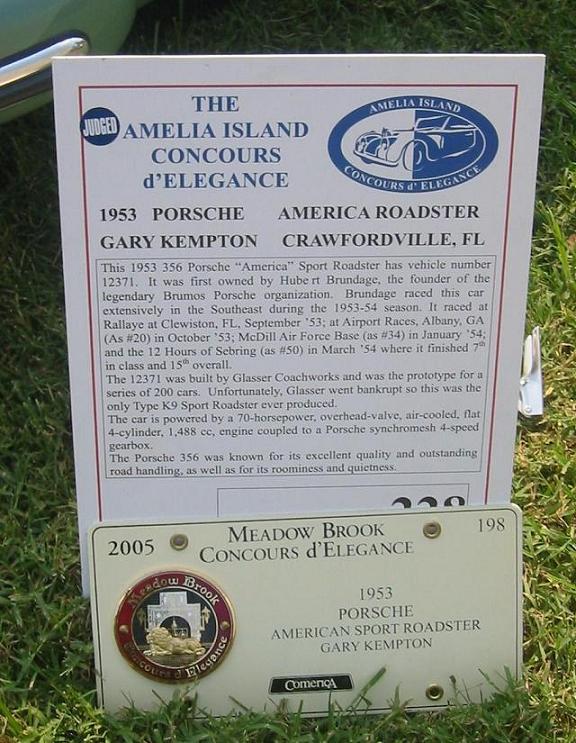 JUDGED
THE
AMELIA ISLAND
CONCOURS
d'ELEGANCE
AMELIA ISLAND
CONCOURS d' ELEGANCE
1953 PORSCHE AMERICA ROADSTER
GARY KEMPTON CRAWFORDVILLE, FL
This 1953 356 Porsche “America” Sport Roadster has vehicle number
12371. It was first owned by Hubert Brundage, the founder of the
legendary Brumos Porsche organization. Brundage raced this car
extensively in the Southeast during the 1953-54 season. It raced at
Rallaye at Clewiston, FL, September '53; at Airport Races, Albany, GA
(As #20) in October '53; McDill Air Force Base (as #34) in January '54;
and the 12 Hours of Sebring (as #50) in March '54 where it finished 7th
in class and 15th overall.
The 12371 was built by Glasser Coachworks and was the prototype for a
series of 200 cars. Unfortunately, Glasser went bankrupt so this was the
only Type K9 Sport Roadster ever produced.
The car is powered by a 70-horsepower, overhead-valve, air-cooled, flat
4-cylinder, 1,488 cc, engine coupled to a Porsche synchromesh 4-speed
gearbox.
The Porsche 356 was known for its excellent quality and outstanding
road handling, as well as for its roominess and quietness.
2005 MEADOW BROOK 198
CONCOURS d'ELEGANCE
Meadow Brook
Concours d Elegance
1953
PORSCHE
AMERICAN SPORT ROADSTER
GARY KEMPTON
ComericA